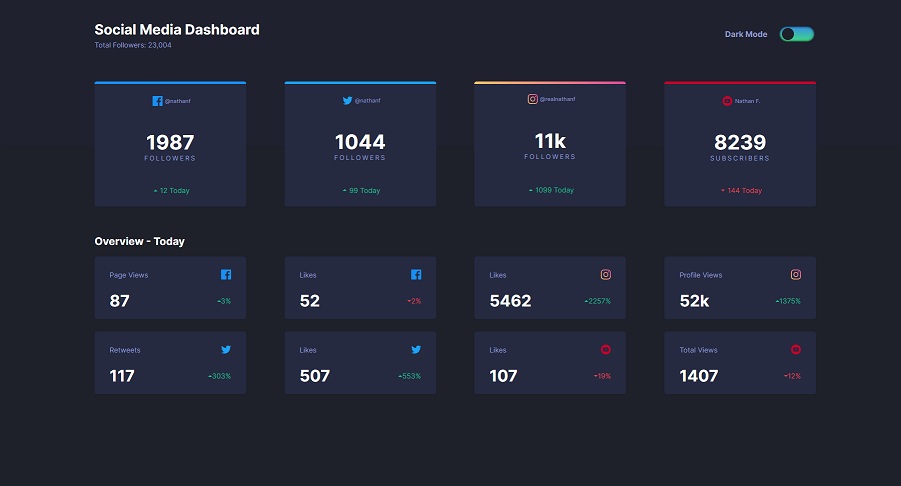 Social Media Dashboard
Total Followers: 23,004
Dark Mode
@nathanf
1987
FOLLOWERS
12 Today
@nathanf
1044
FOLLOWERS
99 Today
@realnathanf
11k
FOLLOWERS
1099 Today
Nathan F.
8239
SUBSCRIBERS
144 Today
Overview - Today
Page Views
87
3%
Likes
52
2%
Likes
5462
2257%
Profile Views
52k
1375%
Retweets
117
303%
Likes
507
553%
Likes
107
19%
Total Views
1407
12%